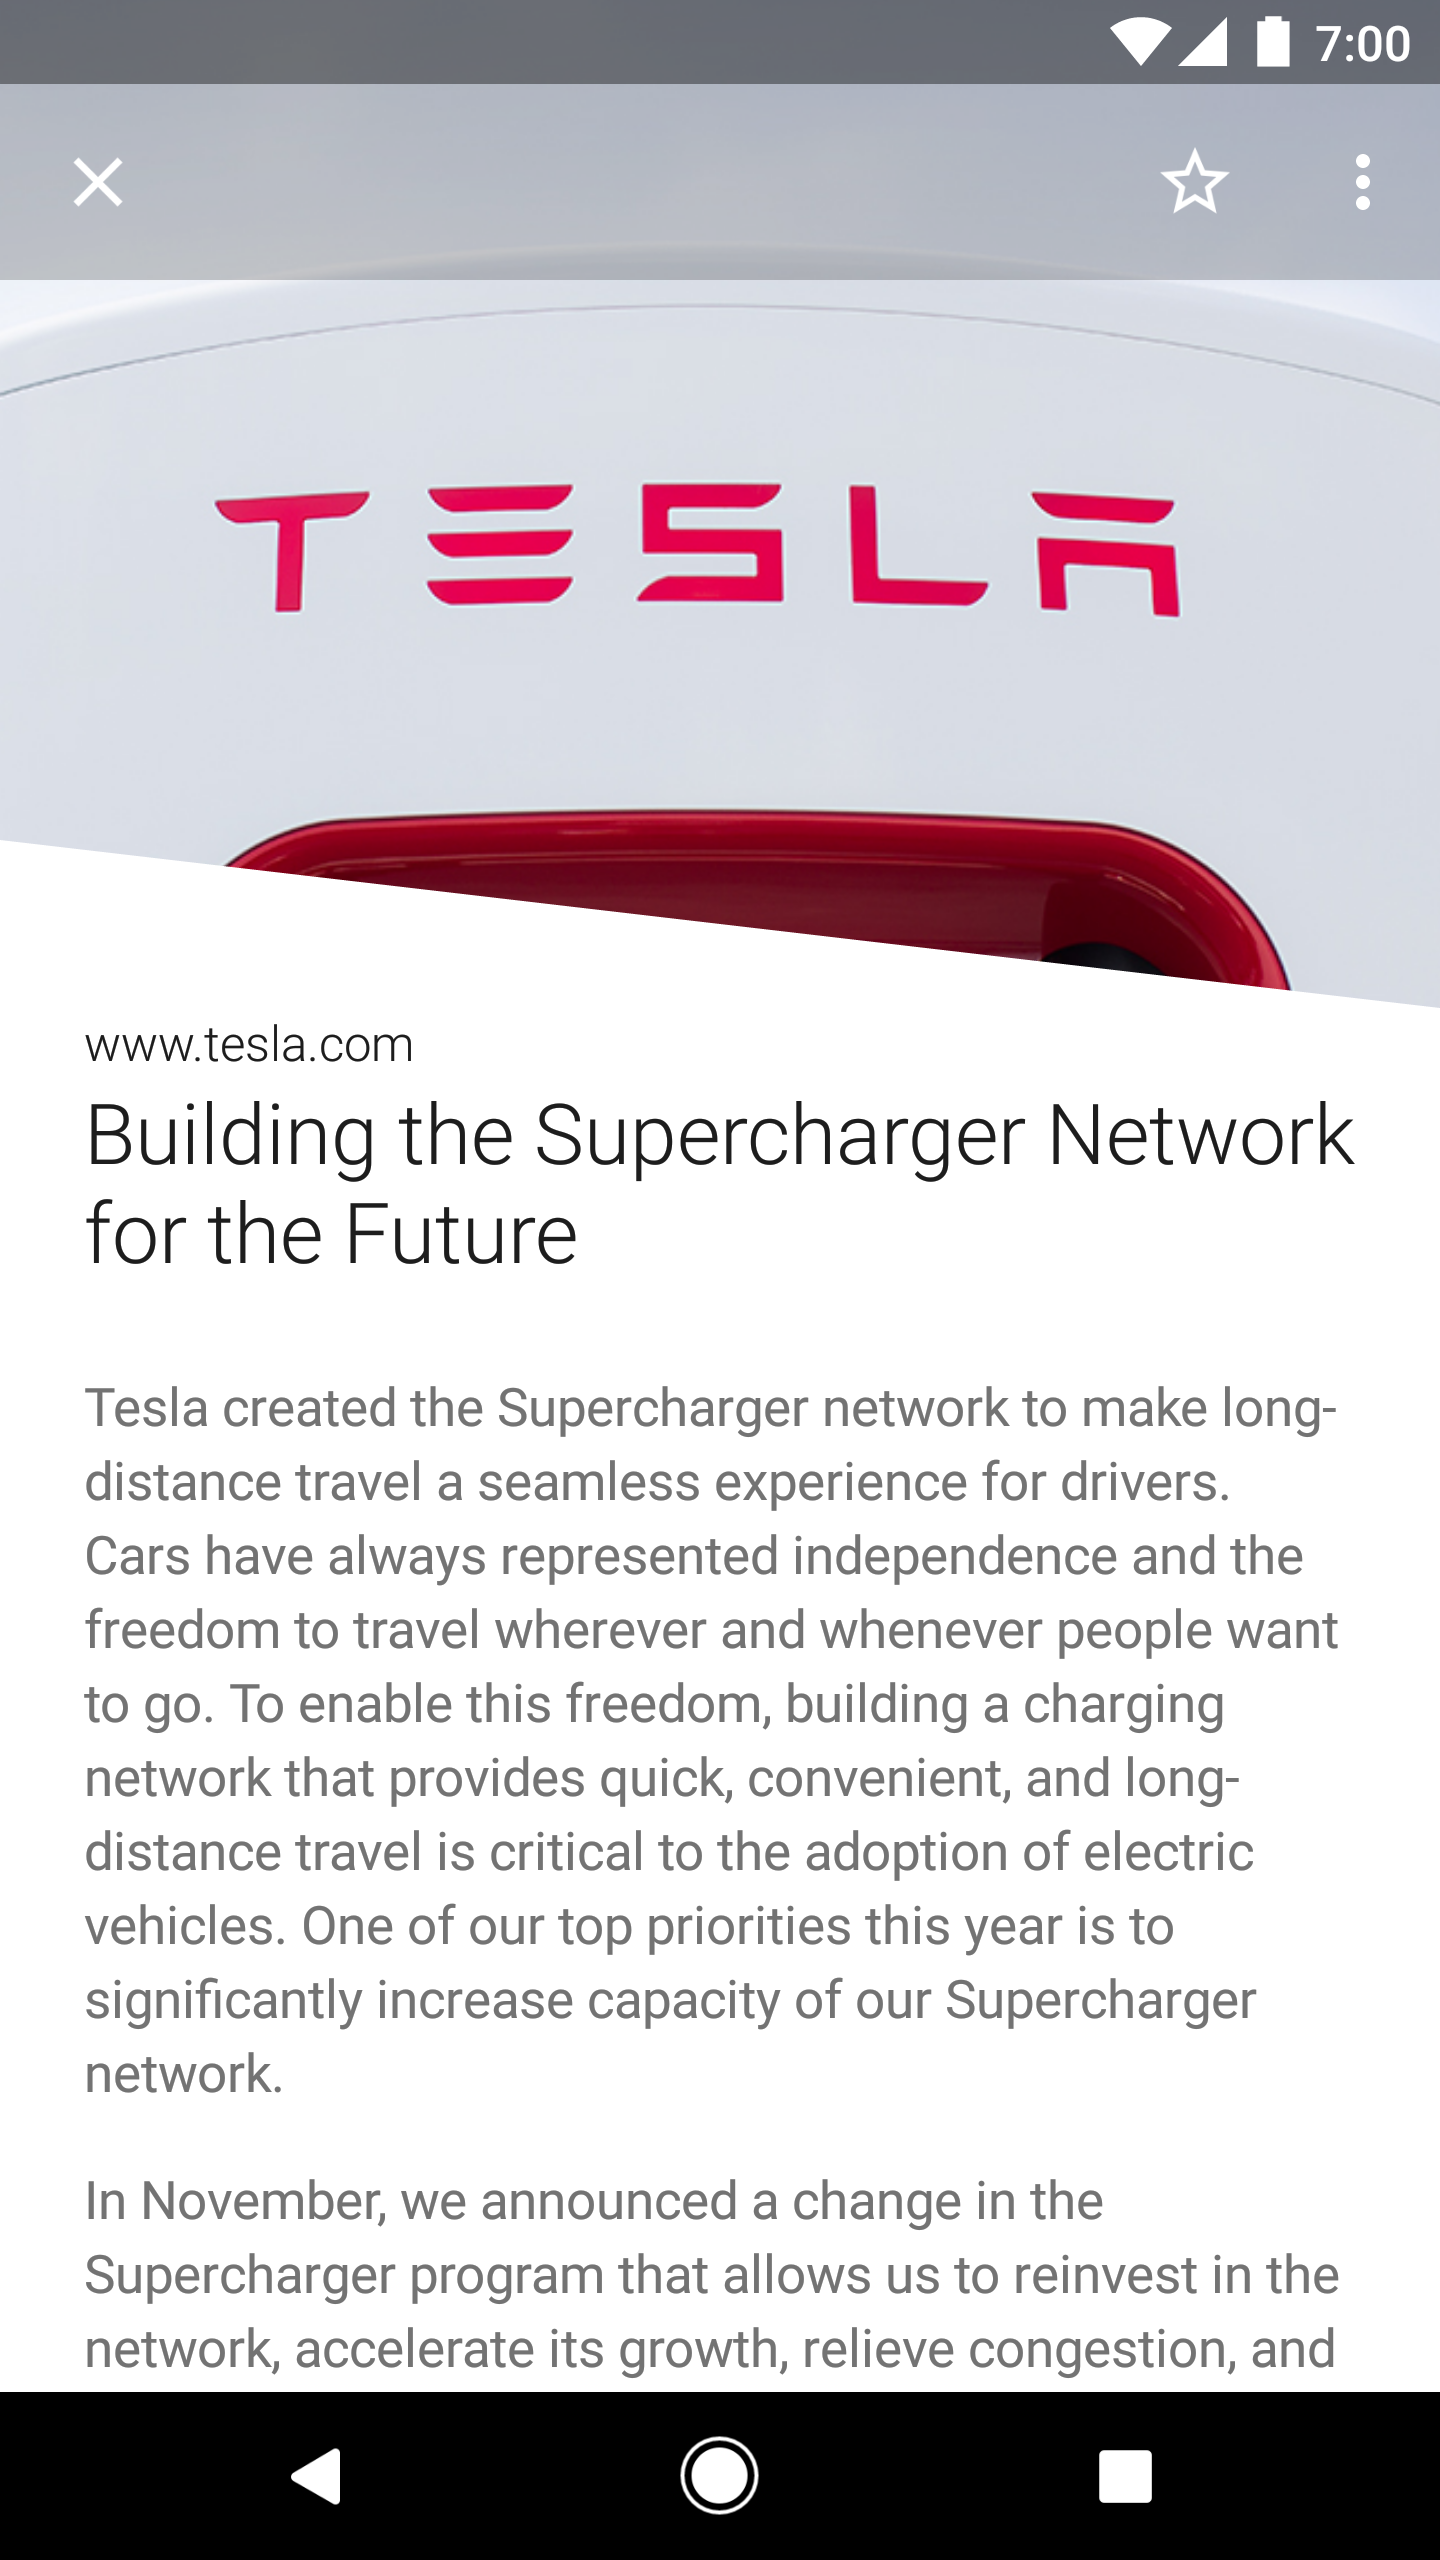 7:00
TESLA
www.tesla.com
Building the Supercharger Network
for the Future
Tesla created the Supercharger network to make long-
distance travel a seamless experience for drivers.
Cars have always represented independence and the
freedom to travel wherever and whenever people want
to go. To enable this freedom, building a charging
network that provides quick, convenient, and long-
distance travel is critical to the adoption of electric
vehicles. One of our top priorities this year is to
significantly increase capacity of our Supercharger
network.
In November, we announced a change in the
Supercharger program that allows us to reinvest in the
network, accelerate its growth, relieve congestion, and